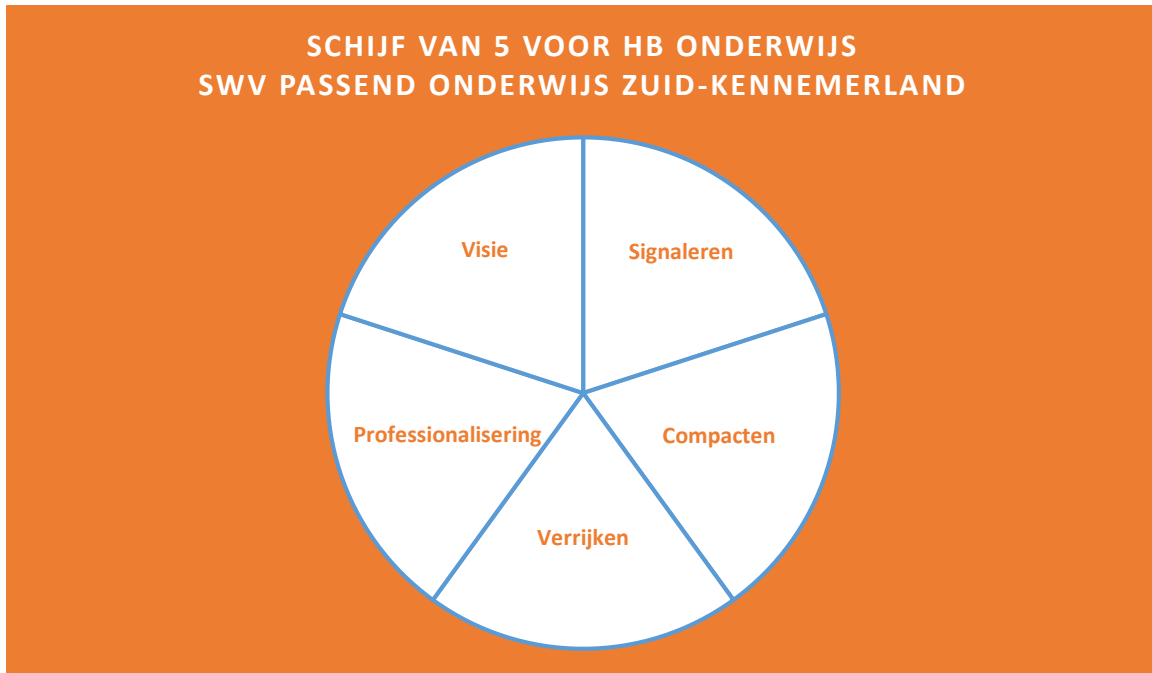 SCHIJF VAN 5 VOOR HB ONDERWIJS
SWV PASSEND ONDERWIJS ZUID-KENNEMERLAND
Visie
Signaleren
Professionalisering
Compacten
Verrijken